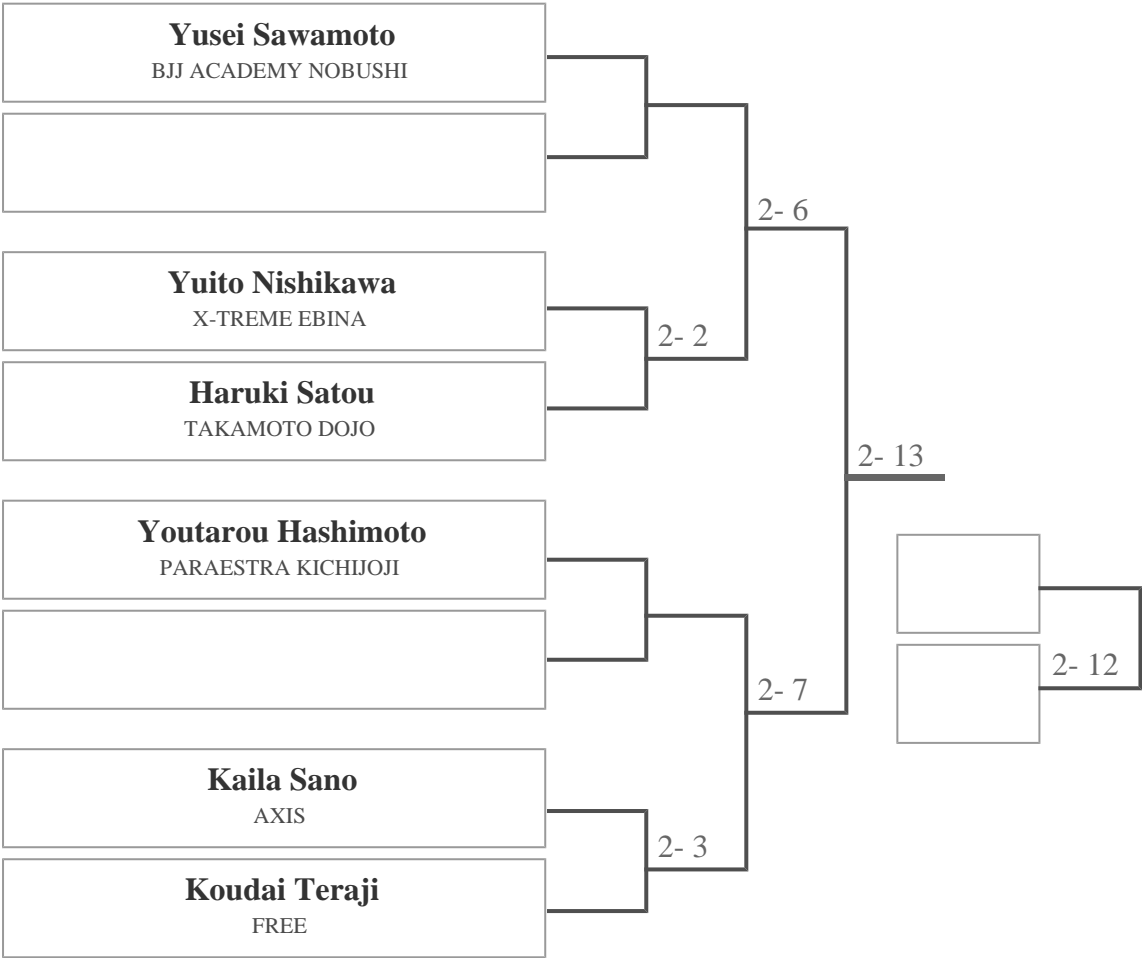 Yusei Sawamoto
BJJ ACADEMY NOBUSHI
2- 6
Yuito Nishikawa
X-TREME EBINA
2- 2
Haruki Satou
TAKAMOTO DOJO
2- 13
Youtarou Hashimoto
PARAESTRA KICHIJOJI
2- 12
2- 7
Kaila Sano
AXIS
2- 3
Koudai Teraji
FREE